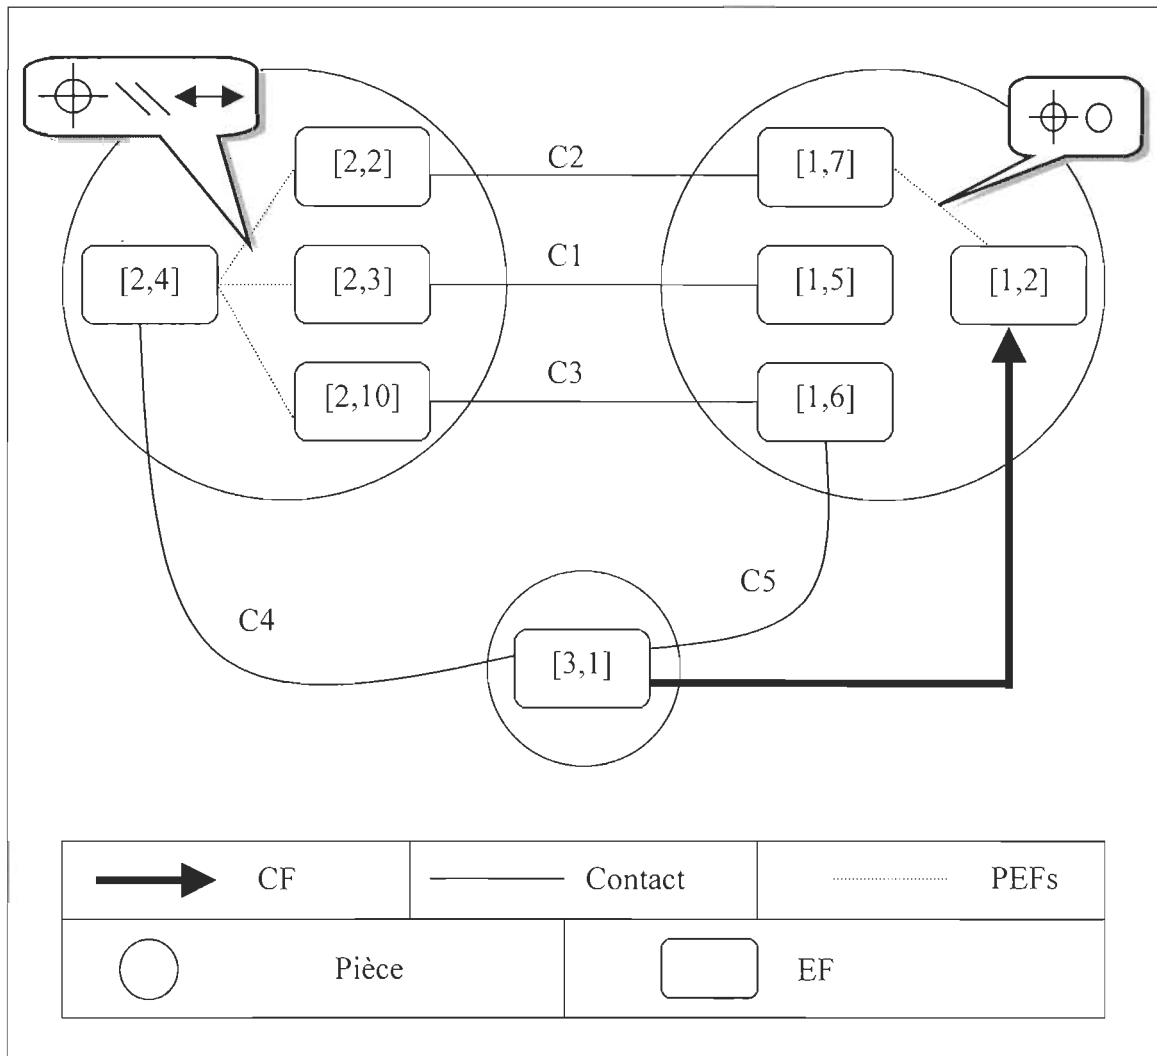 [2,2]
C2
[1,7]
[2,4]
[2,3]
C1
[1,5]
[1,2]
[2,10]
C3
[1,6]
C4
C5
[3,1]
CF
Contact
PEFs
Pièce
EF